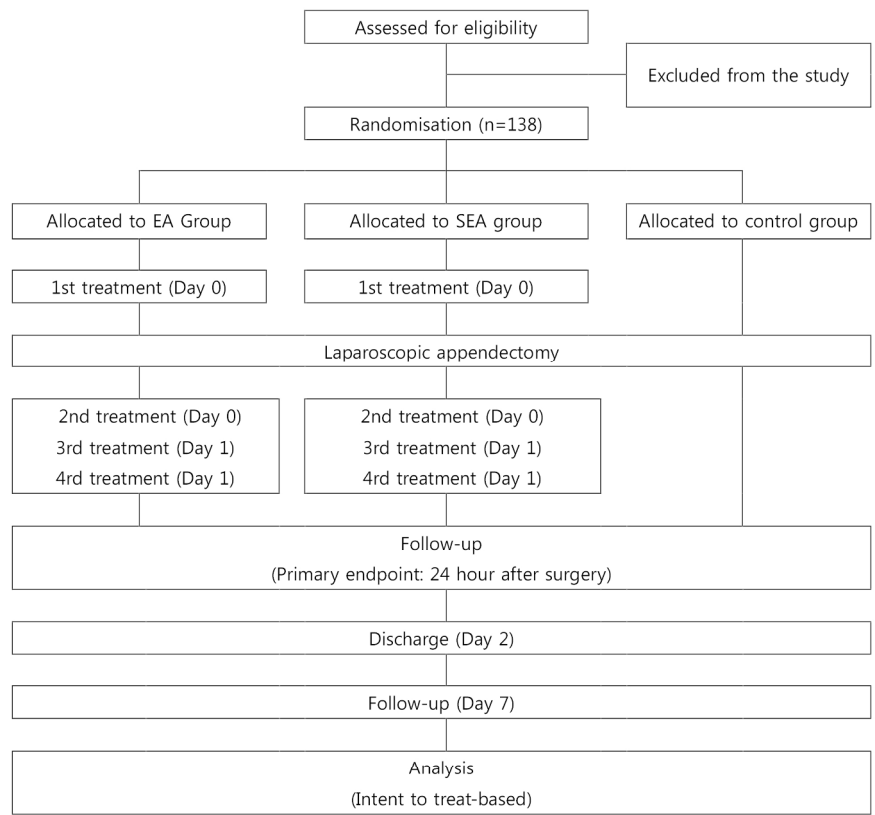 Assessed for eligibility
Excluded from the study
Randomisation (n=138)
Allocated to EA Group
Allocated to SEA group
Allocated to control group
1st treatment (Day 0)
1st treatment (Day 0)
Laparoscopic appendectomy
2nd treatment (Day 0)
3rd treatment (Day 1)
4rd treatment (Day 1)
2nd treatment (Day 0)
3rd treatment (Day 1)
4rd treatment (Day 1)
Follow-up
(Primary endpoint: 24 hour after surgery)
Discharge (Day 2)
Follow-up (Day 7)
Analysis
(Intent to treat-based)